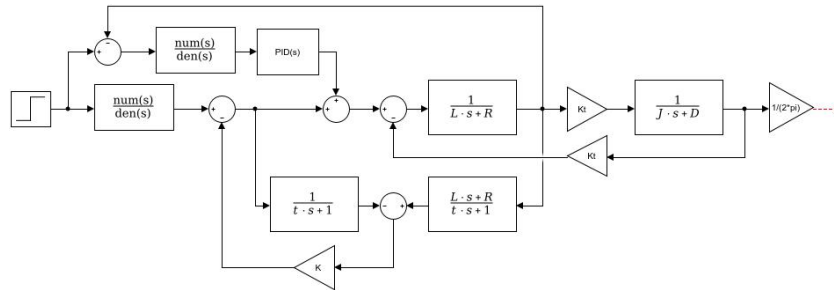 num(s)
den(s)
PID(s)
num(s)
den(s)
1
L · s+R
Kt
1
J · s+D
1/(2*pi)
Kt
1
t · s+1
L · s+R
t · s+1
K